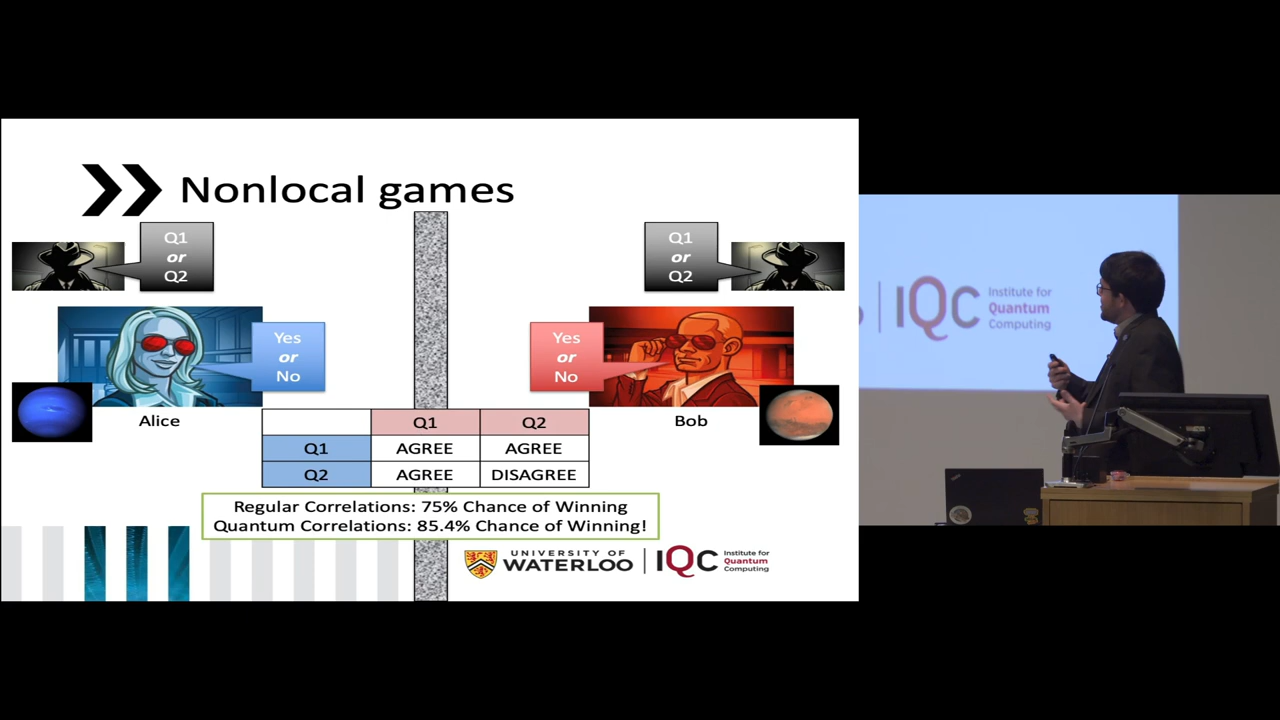 Nonlocal games
Q1
or
Q2
Q1
or
Q2
Yes
or
No
Yes
or
No
Alice
Bob
Q1 Q2
Q1 AGREE AGREE
Q2 AGREE DISAGREE
Regular Correlations: 75% Chance of Winning
Quantum Correlations: 85.4% Chance of Winning!
UNIVERSITY OF
WATERLOO
IQC
Institute for
Quantum
Computing
IQC
Institute for
Quantum
Computing